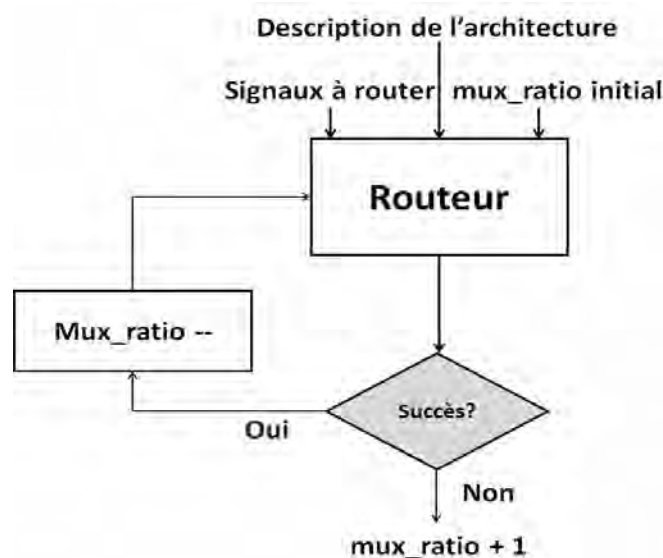 Description de l'architecture
Signaux à router mux_ratio initial
Routeur
Mux_ratio --
Succès?
Oui
Non
mux_ratio + 1